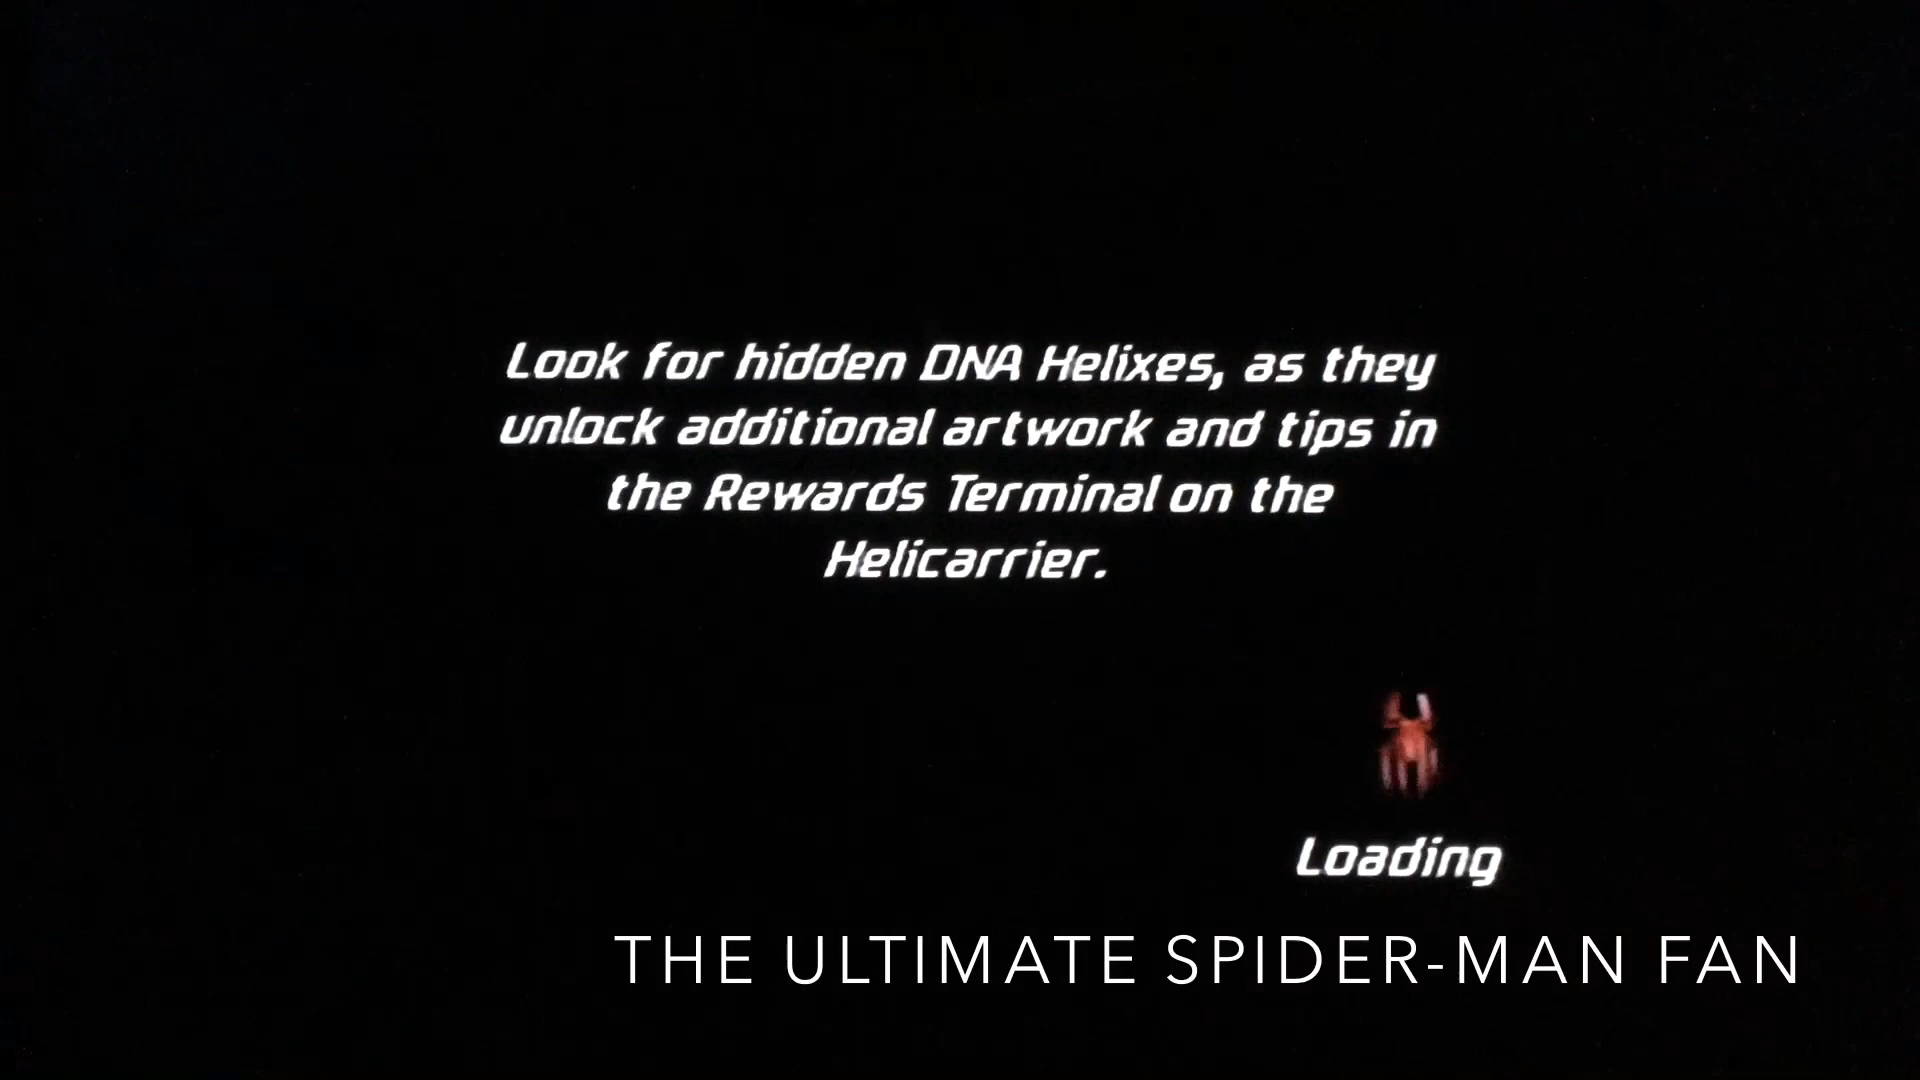 Look for hidden DNA Helixes, as they
unlock additional artwork and tips in
the Rewards Terminal on the
Helicarrier.
Loading
THE ULTIMATE SPIDER-MAN FAN